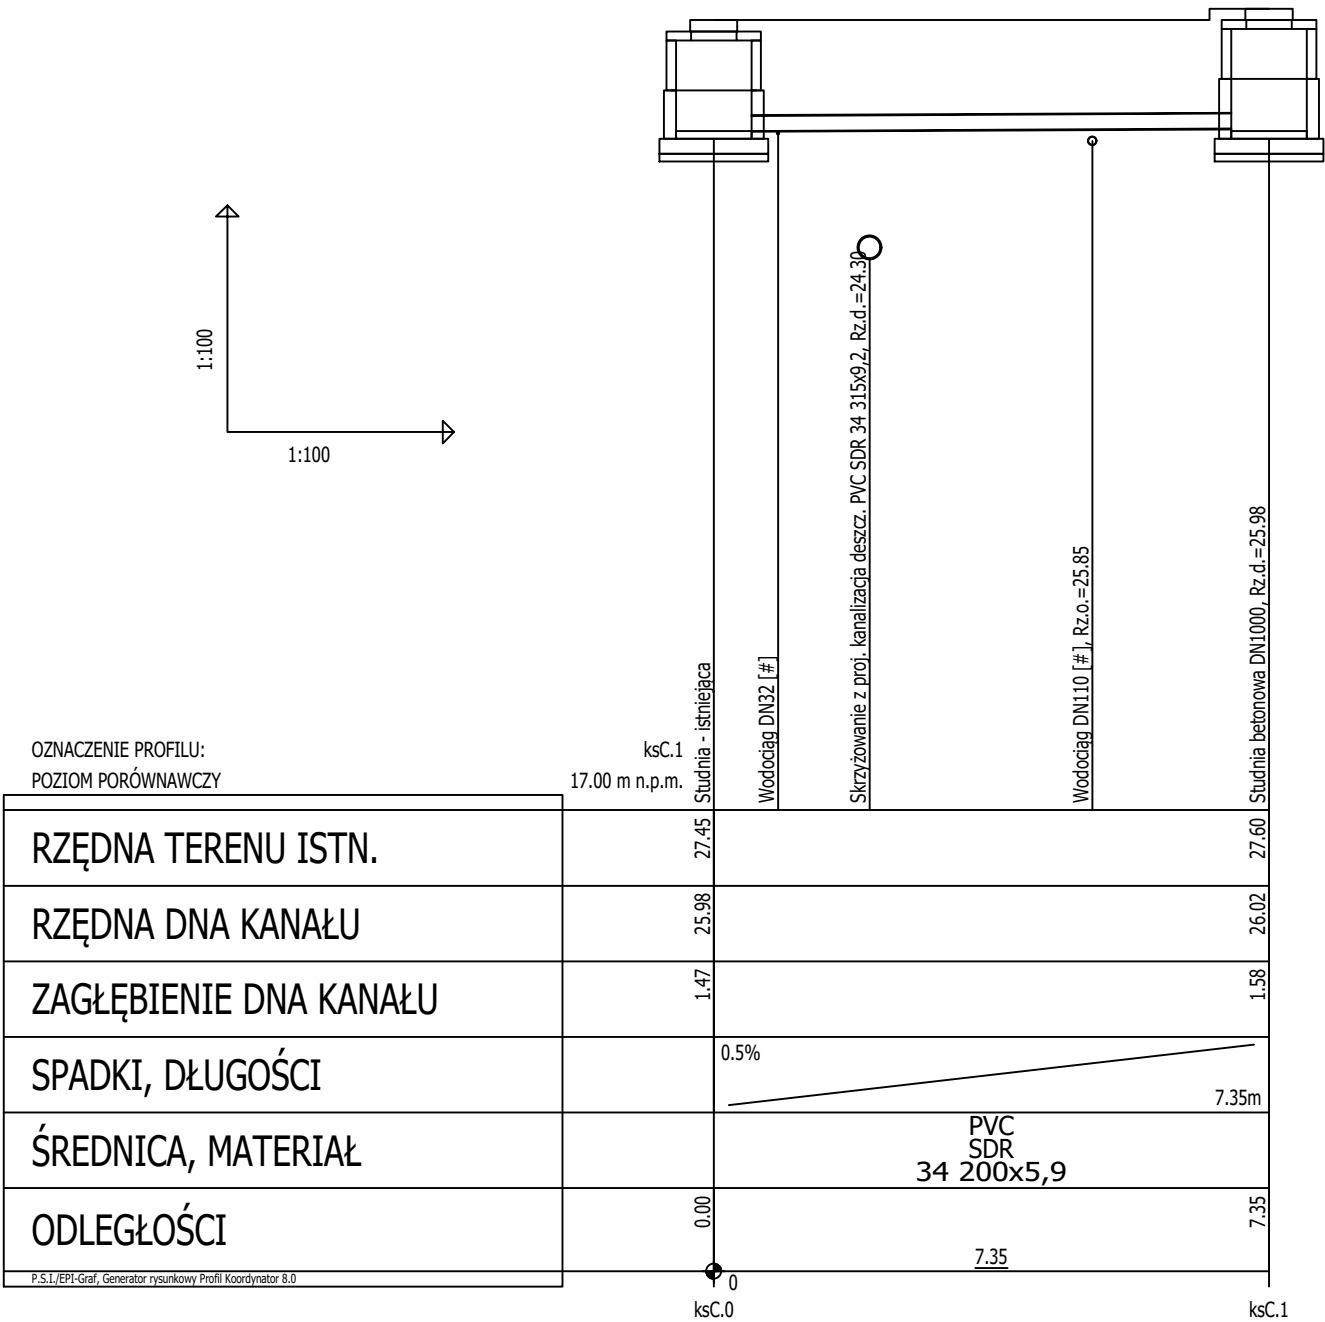 1:100
1:100
OZNACZENIE PROFILU:
ksC.1
POZIOM PORÓWNAWCZY
17.00 m n.p.m.
Studnia - istniejąca
Wodociąg DN32 [#]
Skrzyżowanie z proj. kanalizacja deszcz. PVC SDR 34 315x9,2, Rz.d.=24.30
Wodociąg DN110 [#], Rz.o.=25.85
Studnia betonowa DN1000, Rz.d.=25.98
RZĘDNA TERENU ISTN.
27.45
27.60
RZĘDNA DNA KANAŁU
25.98
26.02
ZAGŁĘBIENIE DNA KANAŁU
1.47
1.58
SPADKI, DŁUGOŚCI
0.5%
7.35m
ŚREDNICA, MATERIAŁ
PVC
SDR
34 200x5,9
ODLEGŁOŚCI
0.00
7.35
7.35
P.S.I./EPI-Graf, Generator rysunkowy Profil Koordynator 8.0
0
ksC.0
ksC.1